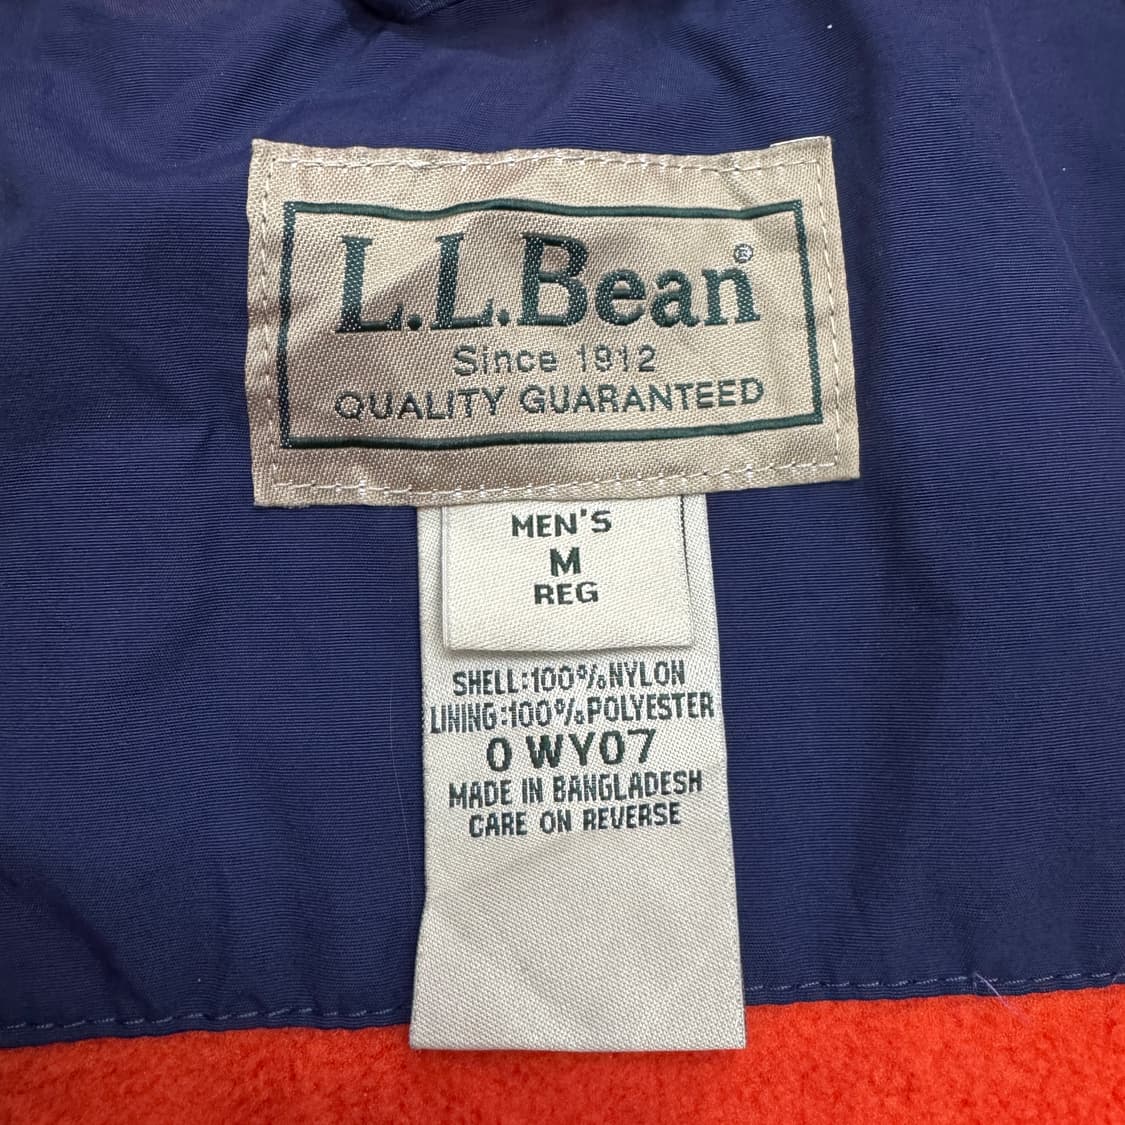 L.L.Bean®
Since 1912
QUALITY GUARANTEED
MEN'S
M
REG
SHELL:100%NYLON
LINING:100%POLYESTER
0 WY07
MADE IN BANGLADESH
CARE ON REVERSE